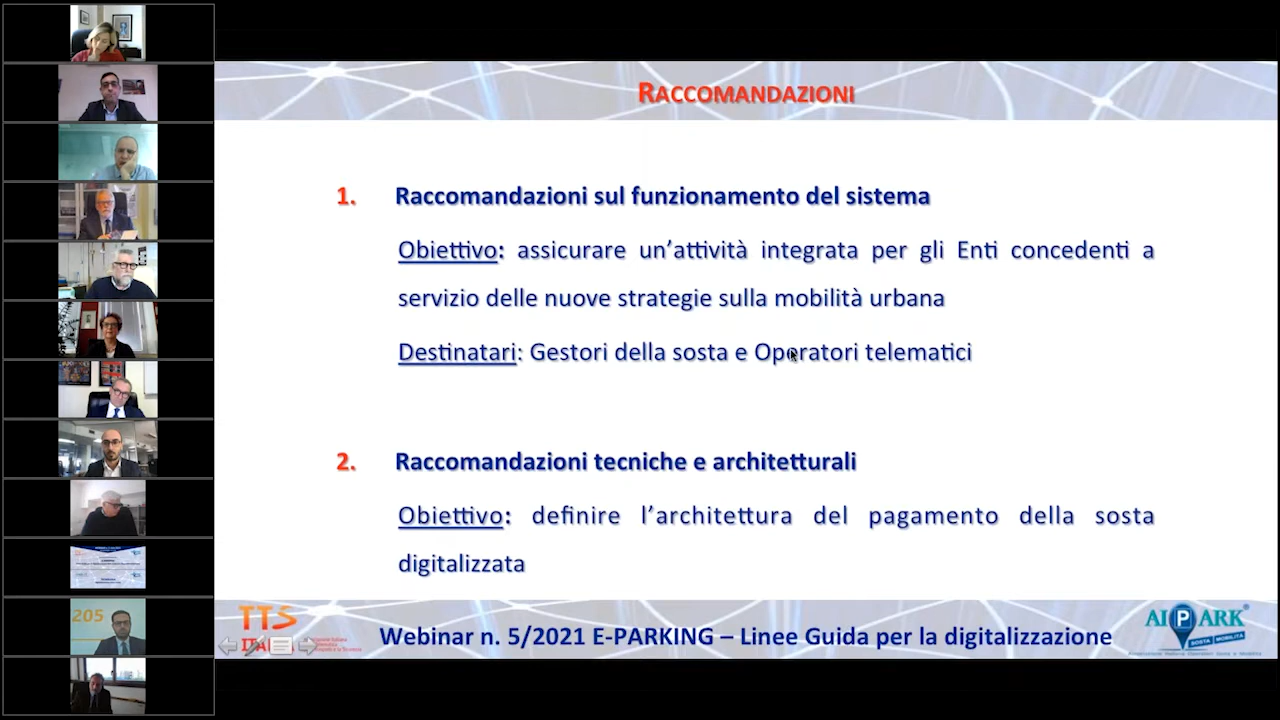 RACCOMANDAZIONI
1. Raccomandazioni sul funzionamento del sistema
Obiettivo: assicurare un’attività integrata per gli Enti concedenti a
servizio delle nuove strategie sulla mobilità urbana
Destinatari: Gestori della sosta e Operatori telematici
2. Raccomandazioni tecniche e architetturali
Obiettivo: definire l’architettura del pagamento della sosta
digitalizzata
TTS
Webinar n. 5/2021 E-PARKING – Linee Guida per la digitalizzazione
AIPARK
SOSTA MOBILITÀ
205